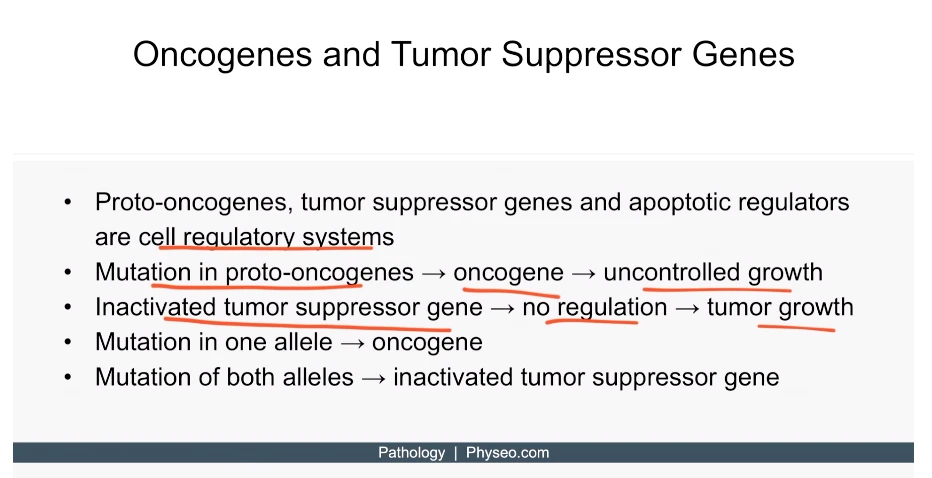 Oncogenes and Tumor Suppressor Genes
• Proto-oncogenes, tumor suppressor genes and apoptotic regulators
are cell regulatory systems
• Mutation in proto-oncogenes → oncogene → uncontrolled growth
• Inactivated tumor suppressor gene → no regulation → tumor growth
• Mutation in one allele → oncogene
• Mutation of both alleles → inactivated tumor suppressor gene
Pathology | Physeo.com